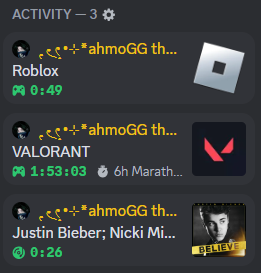 ACTIVITY — 3
ahmoGG th...
Roblox
0:49
ahmoGG th...
VALORANT
1:53:03 6h Marath...
ahmoGG th...
Justin Bieber; Nicki Mi...
BELIEVE
0:26